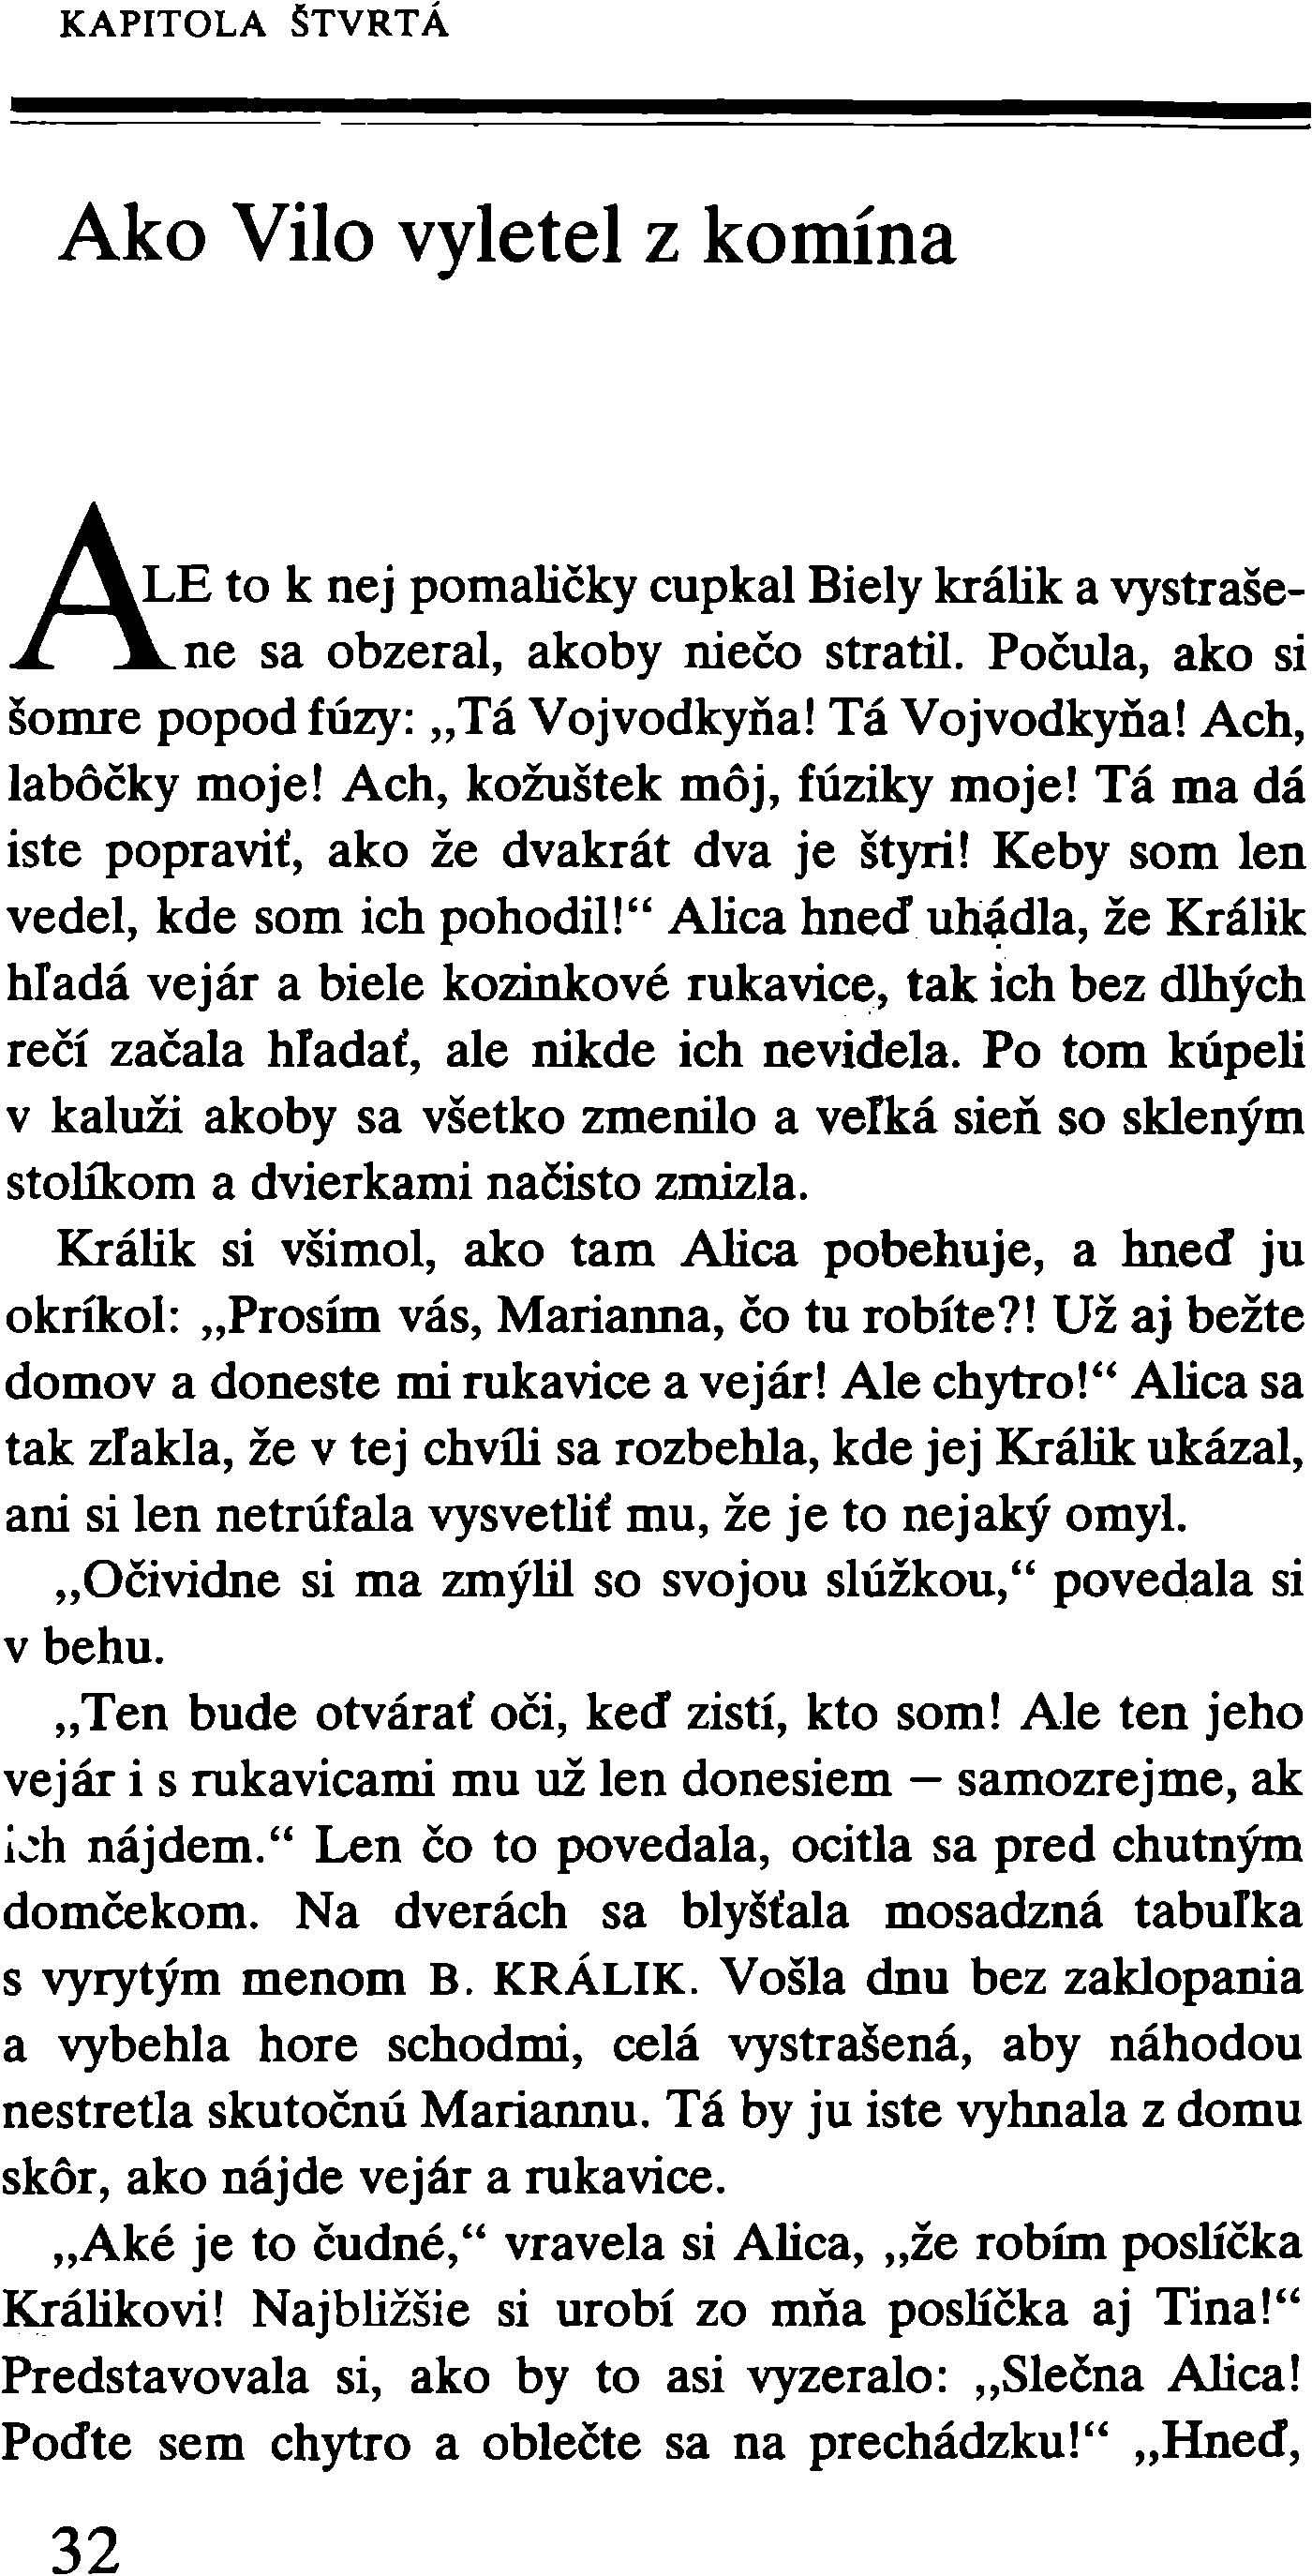 KAPITOLA ŠTVRTÁ
Ako Vilo vyletel z komína
ALE to k nej pomaličky cupkal Biely králik a vystraše-
ne sa obzeral, akoby niečo stratil. Počula, ako si
šomre popod fúzy: „Tá Vojvodkyňa! Tá Vojvodkyňa! Ach,
labôčky moje! Ach, kožuštek môj, fúziky moje! Tá ma dá
iste popraviť, ako že dvakrát dva je štyri! Keby som len
vedel, kde som ich pohodil!“ Alica hneď uhádla, že Králik
hľadá vejár a biele kozinkové rukavice, tak ich bez dlhých
rečí začala hľadať, ale nikde ich nevidela. Po tom kúpeli
v kaluži akoby sa všetko zmenilo a veľká sieň so skleným
stolíkom a dvierkami načisto zmizla.
Králik si všimol, ako tam Alica pobehuje, a hneď ju
okríkol: „Prosím vás, Marianna, čo tu robíte?! Už aj bežte
domov a doneste mi rukavice a vejár! Ale chytro!“ Alica sa
tak zľakla, že v tej chvíli sa rozbehla, kde jej Králik ukázal,
ani si len netrúfala vysvetliť mu, že je to nejaký omyl.
„Očividne si ma zmýlil so svojou slúžkou,“ povedala si
v behu.
„Ten bude otvárať oči, keď zistí, kto som! Ale ten jeho
vejár i s rukavicami mu už len donesiem – samozrejme, ak
ich nájdem.“ Len čo to povedala, ocitla sa pred chutným
domčekom. Na dverách sa blyšťala mosadzná tabuľka
s vyrytým menom B. KRÁLIK. Vošla dnu bez zaklopania
a vybehla hore schodmi, celá vystrašená, aby náhodou
nestretla skutočnú Mariannu. Tá by ju iste vyhnala z domu
skôr, ako nájde vejár a rukavice.
„Aké je to čudné,“ vravela si Alica, „že robím poslíčka
Králikovi! Najbližšie si urobí zo mňa poslíčka aj Tina!“
Predstavovala si, ako by to asi vyzeralo: „Slečna Alica!
Poďte sem chytro a oblečte sa na prechádzku!“ „Hneď,
32